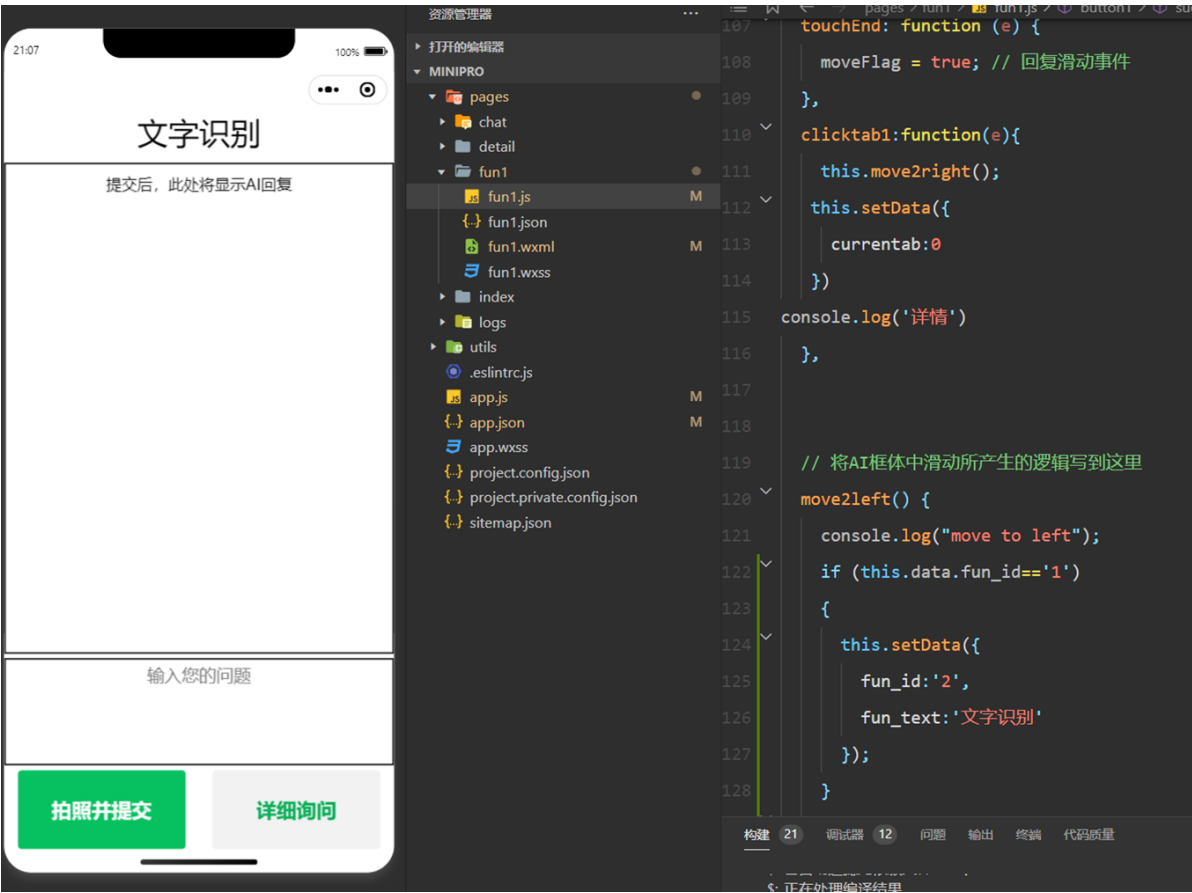 21:07
100%
文字识别
提交后，此处将显示AI回复
输入您的问题
拍照并提交
详细询问
资源管理器
打开的编辑器
MINIPRO
pages
chat
detail
fun1
fun1.js M
fun1.json
fun1.wxml M
fun1.wxss
index
logs
utils
.eslintrc.js
app.js M
app.json M
app.wxss
project.config.json
project.private.config.json
sitemap.json
pages / fun1 / fun1.js / button1
107 touchEnd: function (e) {
108 moveFlag = true; // 回复滑动事件
109 },
110 clicktab1:function(e){
111 this.move2right();
112 this.setData({
113 currentab:0
114 })
115 console.log('详情')
116 },
117
118
119 // 将AI框体中滑动所产生的逻辑写到这里
120 move2left() {
121 console.log("move to left");
122 if (this.data.fun_id=='1')
123 {
124 this.setData({
125 fun_id:'2',
126 fun_text:'文字识别'
127 });
128 }
构建 21 调试器 12 问题 输出 终端 代码质量
正在处理编译结果